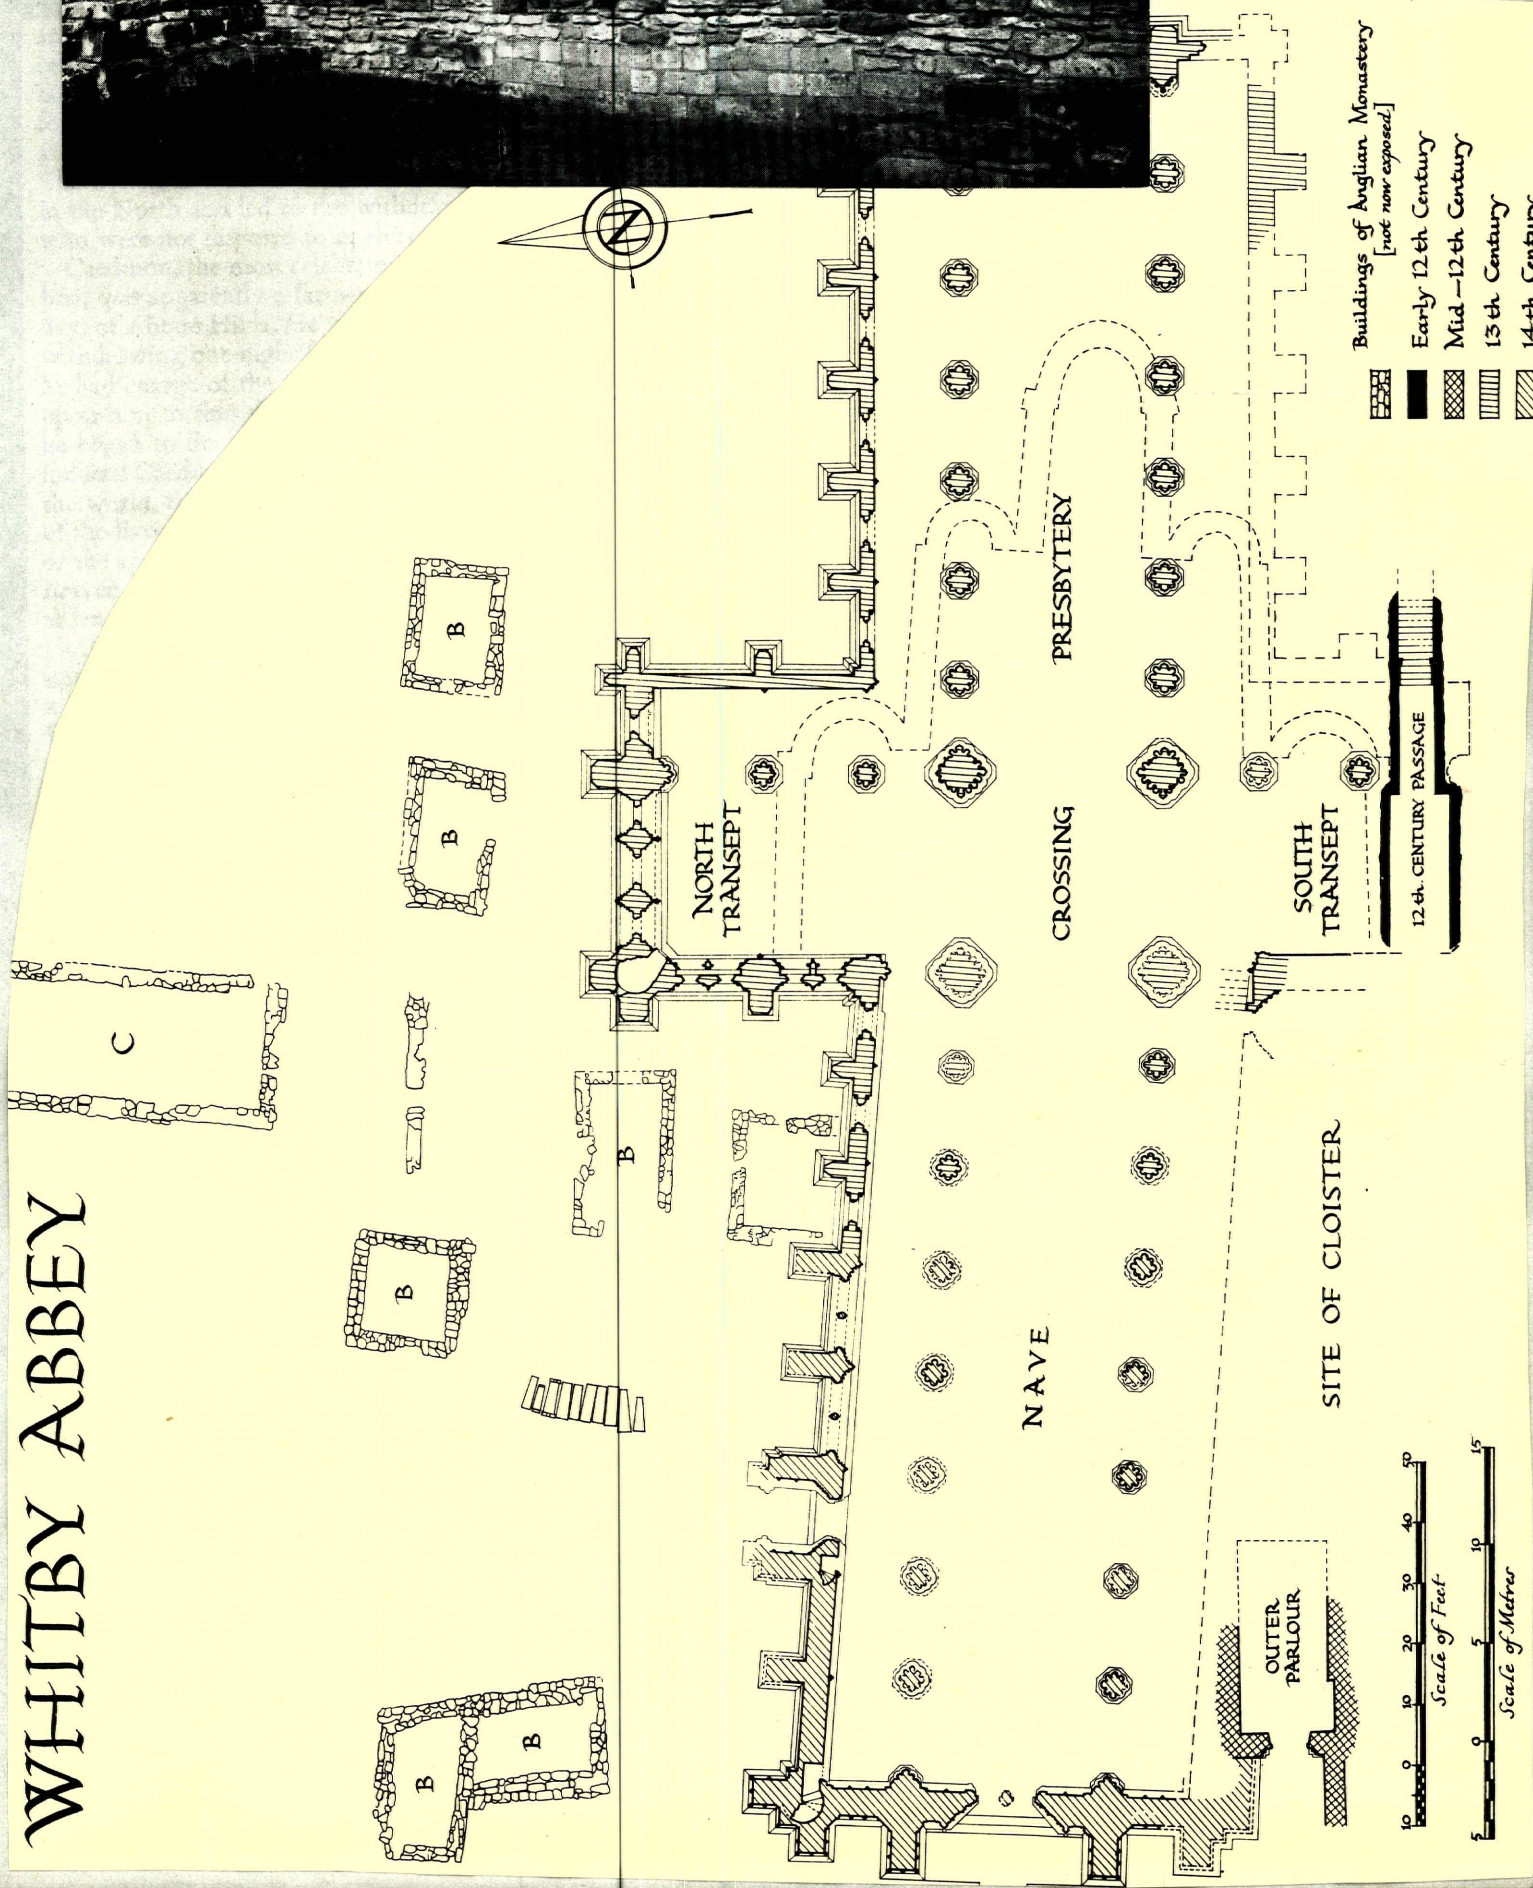 WHITBY ABBEY
C
B
B
B
B
B
B
N
NORTH
TRANSEPT
PRESBYTERY
CROSSING
NAVE
SOUTH
TRANSEPT
12th. CENTURY PASSAGE
SITE OF CLOISTER
OUTER
PARLOUR
Buildings of Anglian Monastery
[not now exposed]
Early 12th Century
Mid-12th Century
13th Century
14th Century
10 0 10 20 30 40 50
Scale of Feet
5 0 5 10 15
Scale of Metres